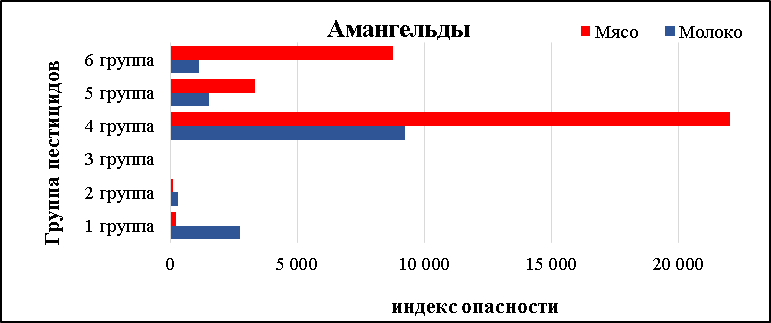 Амангельды
Мясо Молоко
Группа пестицидов
6 группа
5 группа
4 группа
3 группа
2 группа
1 группа
0 5 000 10 000 15 000 20 000
индекс опасности